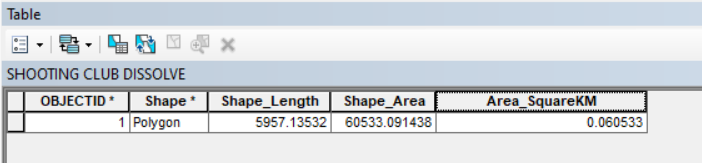 Table
SHOOTING CLUB DISSOLVE
OBJECTID * Shape * Shape_Length Shape_Area Area_SquareKM
1 Polygon 5957.13532 60533.091438 0.060533